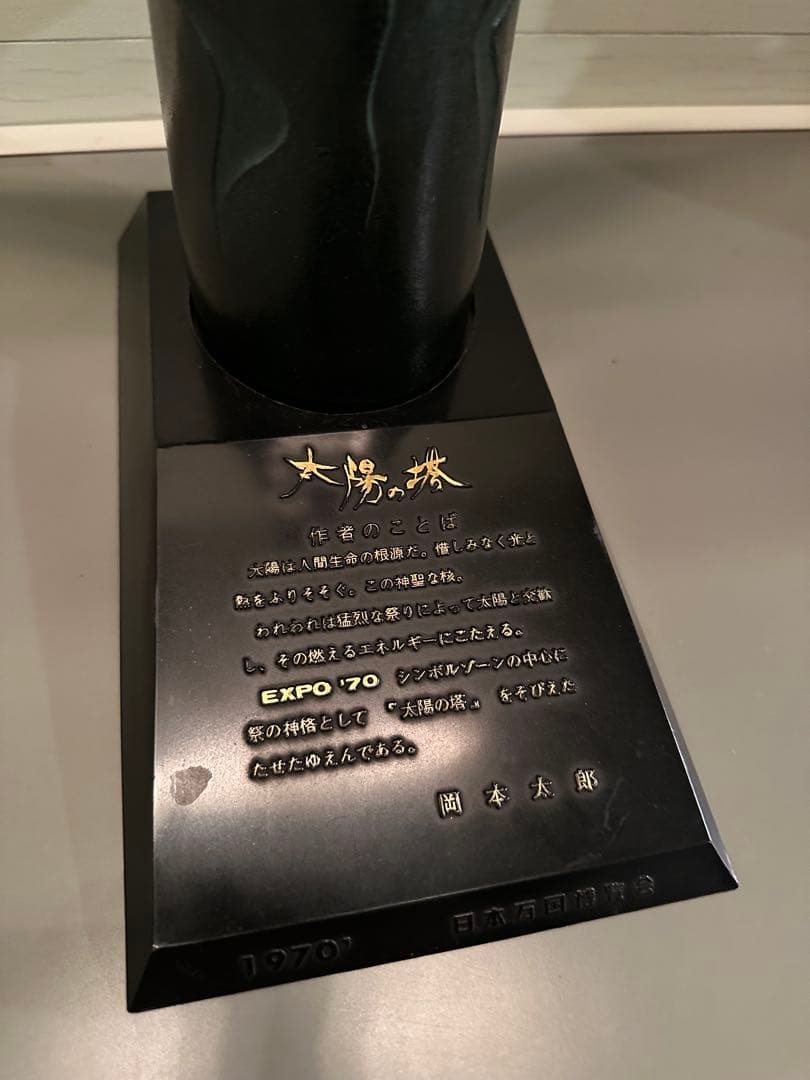 太陽の塔
作者のことば
太陽は人間生命の根源だ。惜しみなく光と
熱をふりそそぐ。この神聖な核。
われわれは猛烈な祭りによって太陽と交歓
し、その燃えるエネルギーにこたえる。
EXPO '70 シンボルゾーンの中心に
祭の神格として 『太陽の塔』 をそびえた
たせたゆえんである。
岡本太郎
1970' 日本万国博覧会